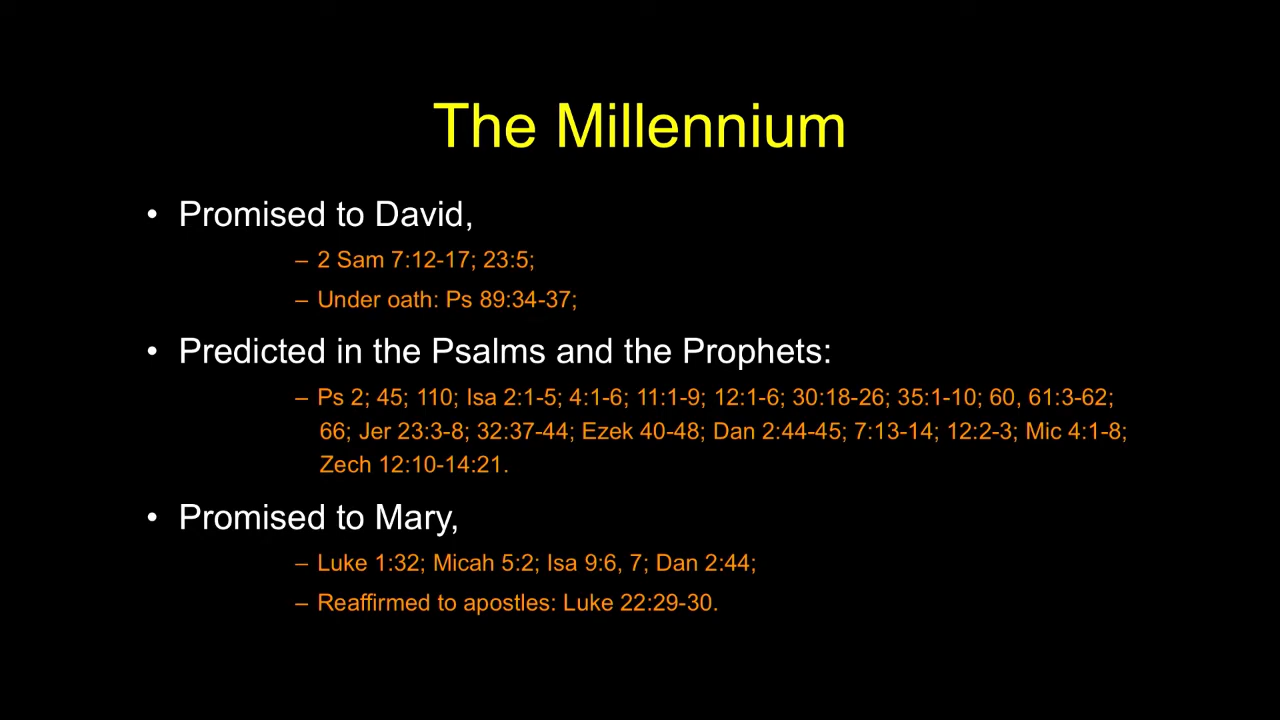 The Millennium
• Promised to David,
– 2 Sam 7:12-17; 23:5;
– Under oath: Ps 89:34-37;
• Predicted in the Psalms and the Prophets:
– Ps 2; 45; 110; Isa 2:1-5; 4:1-6; 11:1-9; 12:1-6; 30:18-26; 35:1-10; 60, 61:3-62;
66; Jer 23:3-8; 32:37-44; Ezek 40-48; Dan 2:44-45; 7:13-14; 12:2-3; Mic 4:1-8;
Zech 12:10-14:21.
• Promised to Mary,
– Luke 1:32; Micah 5:2; Isa 9:6, 7; Dan 2:44;
– Reaffirmed to apostles: Luke 22:29-30.